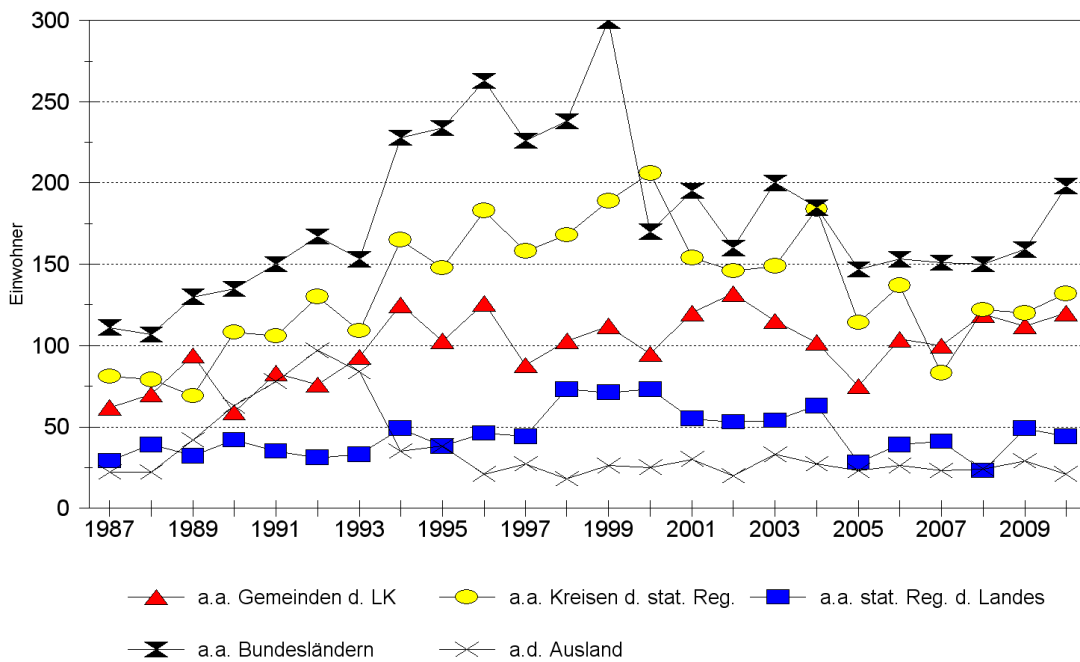 300
250
200
150
100
50
0
Einwohner
1987 1989 1991 1993 1995 1997 1999 2001 2003 2005 2007 2009
a.a. Gemeinden d. LK a.a. Kreisen d. stat. Reg. a.a. stat. Reg. d. Landes
a.a. Bundesländern a.d. Ausland